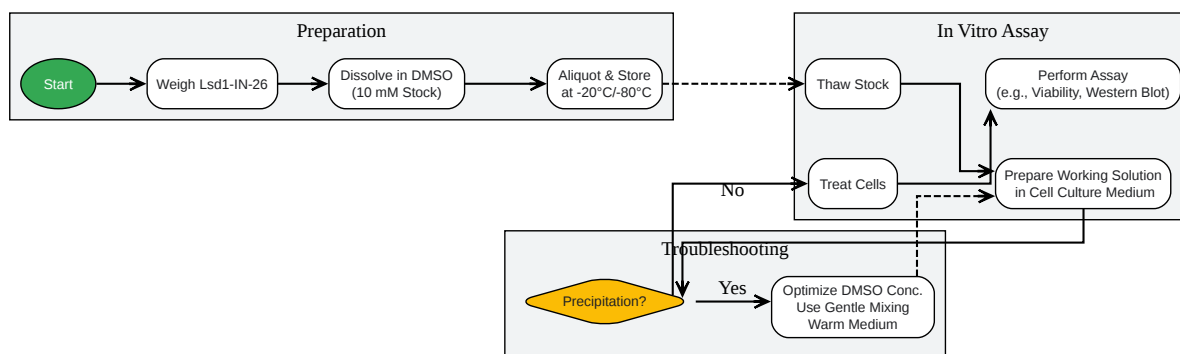 Preparation
Start
Weigh Lsd1-IN-26
Dissolve in DMSO
(10 mM Stock)
Aliquot & Store
at -20°C/-80°C
In Vitro Assay
Thaw Stock
Perform Assay
(e.g., Viability, Western Blot)
Treat Cells
Prepare Working Solution
in Cell Culture Medium
No
Troubleshooting
Precipitation?
Yes
Optimize DMSO Conc.
Use Gentle Mixing
Warm Medium